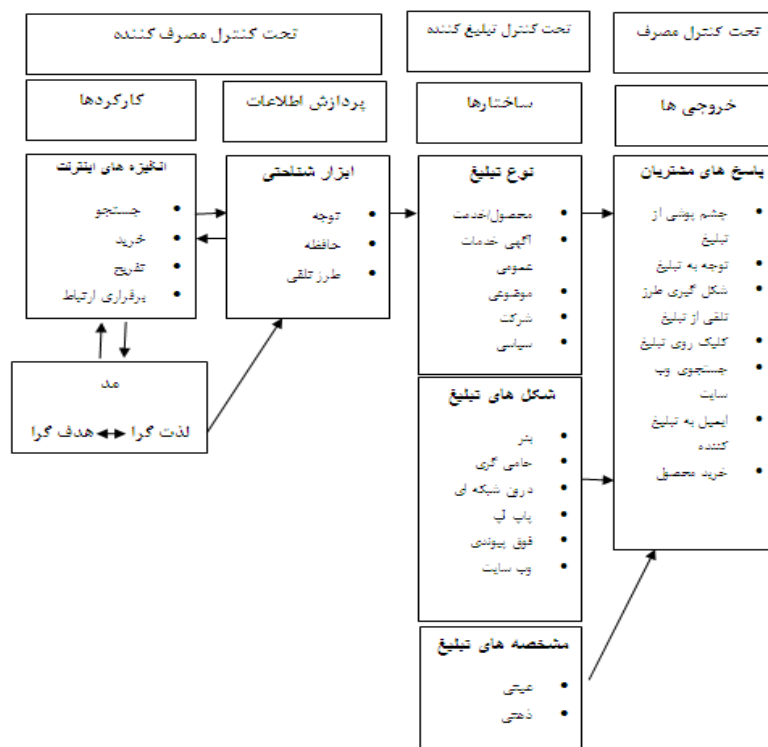 تحت کنترل مصرف کننده
تحت کنترل تبلیغ کننده
تحت کنترل مصرف
کارکردها
پردازش اطلاعات
ساختارها
خروجی ها
انگیزه های اینترنت
جستجو
خرید
تفریح
برقراری ارتباط
مد
لذت گرا
هدف گرا
ابزار شناختی
توجه
حافظه
طرز تلقی
نوع تبلیغ
محصول/خدمت
آگهی خدمات
عمومی
موضوعی
شرکت
سیاسی
شکل های تبلیغ
بنر
حامی گری
درون شبکه ای
پاپ آپ
فوق پیوندی
وب سایت
مشخصه های تبلیغ
عینی
ذهنی
پاسخ های مشتریان
چشم پوشی از
تبلیغ
توجه به تبلیغ
شکل گیری طرز
تلقی از تبلیغ
کلیک روی تبلیغ
جستجوی وب
سایت
ایمیل به تبلیغ
کننده
خرید محصول